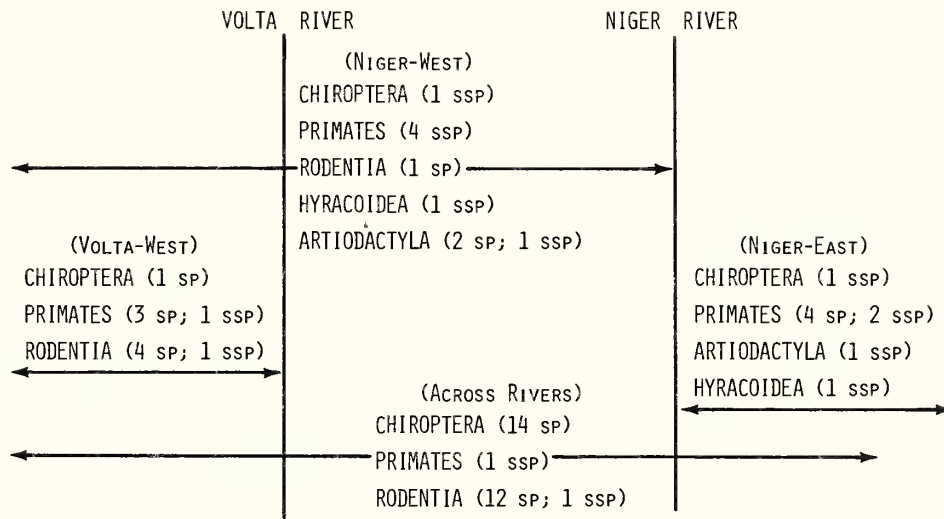 VOLTA RIVER NIGER RIVER
(NIGER-WEST)
CHIROPTERA (1 SSP)
PRIMATES (4 SSP)
RODENTIA (1 SP)
HYRACOIDEA (1 SSP)
ARTIODACTYLA (2 SP; 1 SSP)
(VOLTA-WEST)
CHIROPTERA (1 SP)
PRIMATES (3 SP; 1 SSP)
RODENTIA (4 SP; 1 SSP)
(NIGER-EAST)
CHIROPTERA (1 SSP)
PRIMATES (4 SP; 2 SSP)
ARTIODACTYLA (1 SSP)
HYRACOIDEA (1 SSP)
(ACROSS RIVERS)
CHIROPTERA (14 SP)
PRIMATES (1 SSP)
RODENTIA (12 SP; 1 SSP)